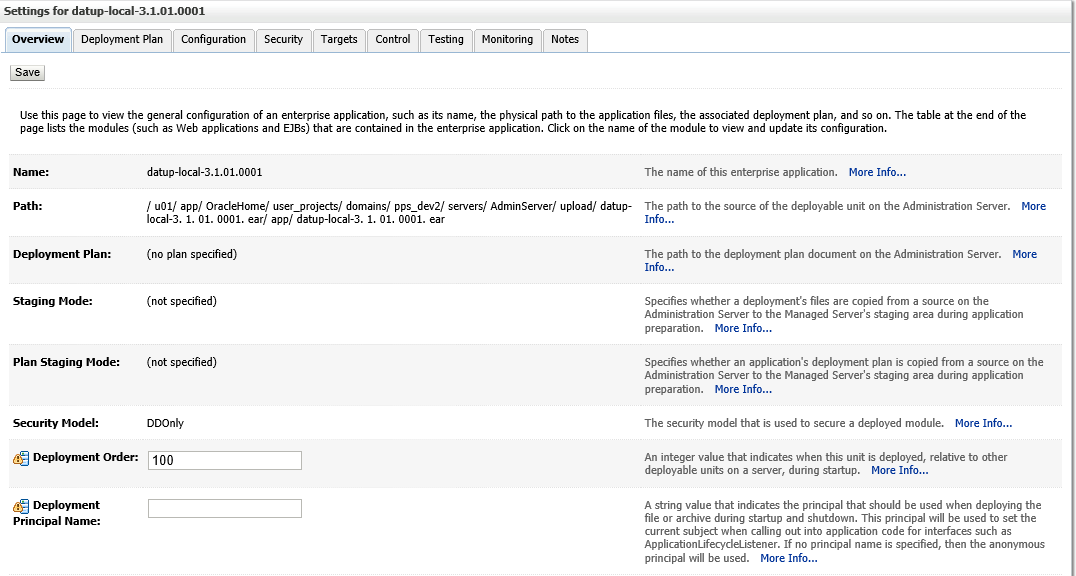 Settings for datup-local-3.1.01.0001
Overview Deployment Plan Configuration Security Targets Control Testing Monitoring Notes
Save
Use this page to view the general configuration of an enterprise application, such as its name, the physical path to the application files, the associated deployment plan, and so on. The table at the end of the
page lists the modules (such as Web applications and EJBs) that are contained in the enterprise application. Click on the name of the module to view and update its configuration.
Name: datup-local-3.1.01.0001 The name of this enterprise application. More Info...
Path: / u01/ app/ OracleHome/ user_projects/ domains/ pps_dev2/ servers/ AdminServer/ upload/ datup-
local-3. 1. 01. 0001. ear/ app/ datup-local-3. 1. 01. 0001. ear
The path to the source of the deployable unit on the Administration Server. More
Info...
Deployment Plan: (no plan specified) The path to the deployment plan document on the Administration Server. More
Info...
Staging Mode: (not specified) Specifies whether a deployment's files are copied from a source on the
Administration Server to the Managed Server's staging area during application
preparation. More Info...
Plan Staging Mode: (not specified) Specifies whether an application's deployment plan is copied from a source on the
Administration Server to the Managed Server's staging area during application
preparation. More Info...
Security Model: DDOnly The security model that is used to secure a deployed module. More Info...
Deployment Order: 100 An integer value that indicates when this unit is deployed, relative to other
deployable units on a server, during startup. More Info...
Deployment
Principal Name:
A string value that indicates the principal that should be used when deploying the
file or archive during startup and shutdown. This principal will be used to set the
current subject when calling out into application code for interfaces such as
ApplicationLifecycleListener. If no principal name is specified, then the anonymous
principal will be used. More Info...